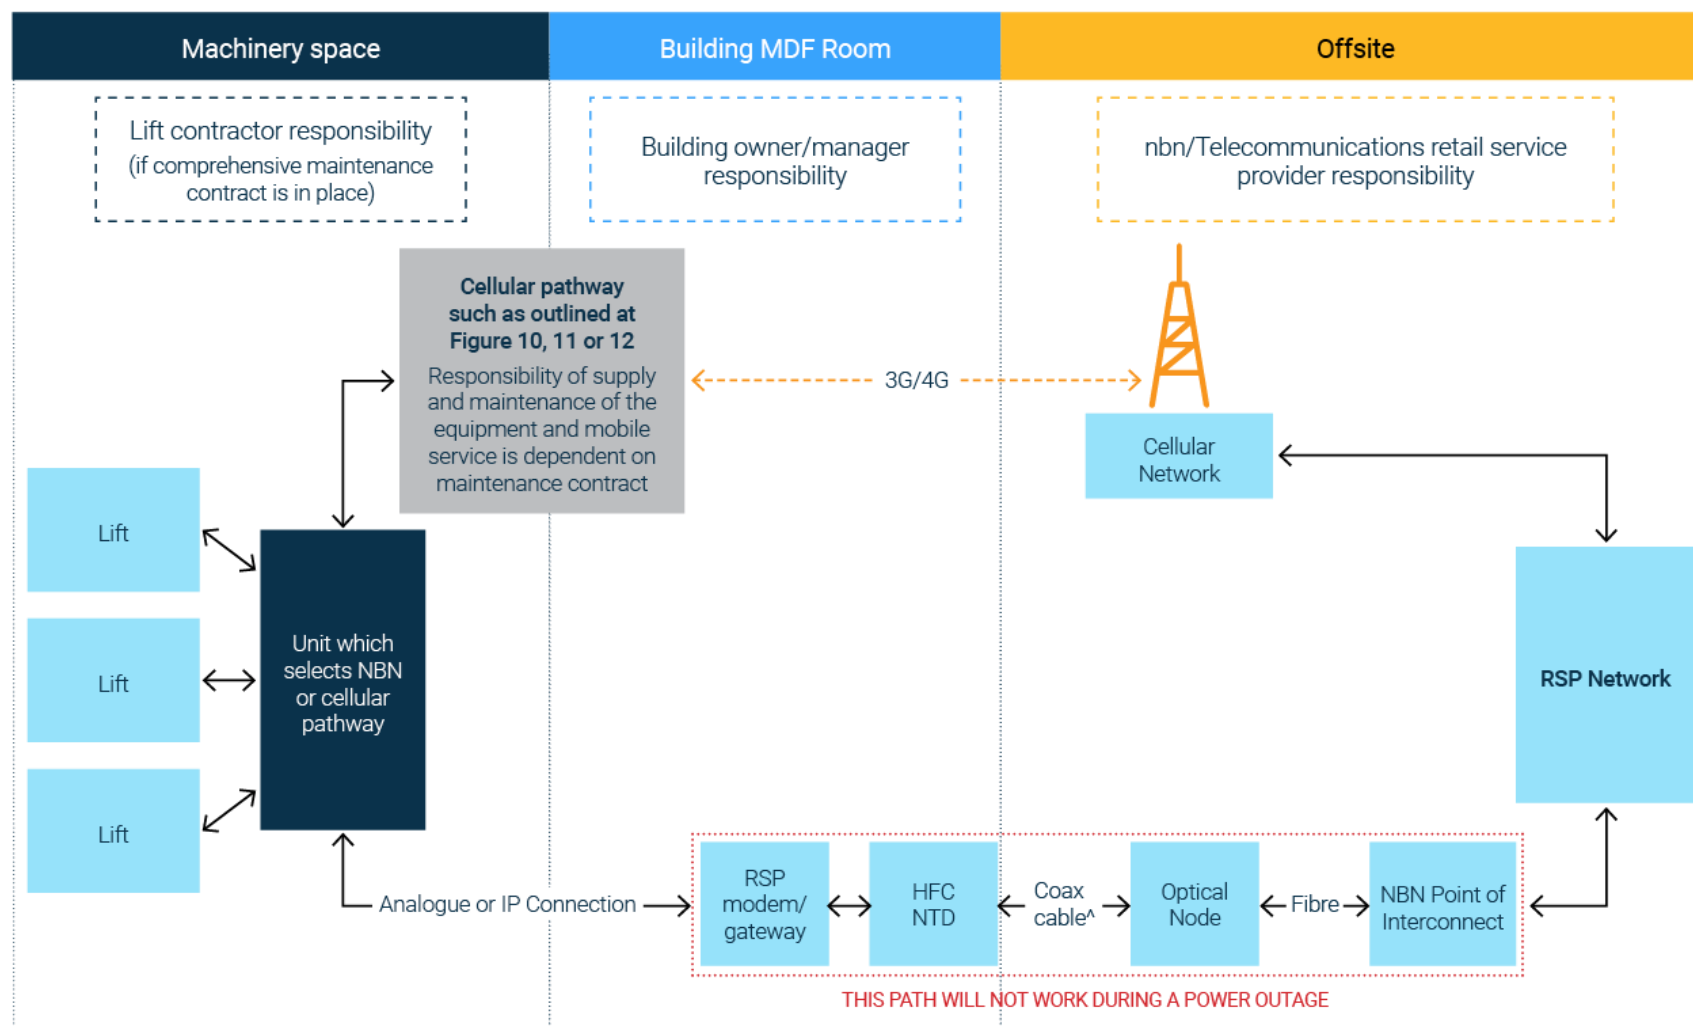 Machinery space
Building MDF Room
Offsite
Lift contractor responsibility
(if comprehensive maintenance
contract is in place)
Building owner/manager
responsibility
nbn/Telecommunications retail service
provider responsibility
Cellular pathway
such as outlined at
Figure 10, 11 or 12
Responsibility of supply
and maintenance of the
equipment and mobile
service is dependent on
maintenance contract
3G/4G
Cellular
Network
Lift
Lift
Lift
Unit which
selects NBN
or cellular
pathway
RSP Network
Analogue or IP Connection
RSP
modem/
gateway
HFC
NTD
Coax
cable^
Optical
Node
Fibre
NBN Point of
Interconnect
THIS PATH WILL NOT WORK DURING A POWER OUTAGE